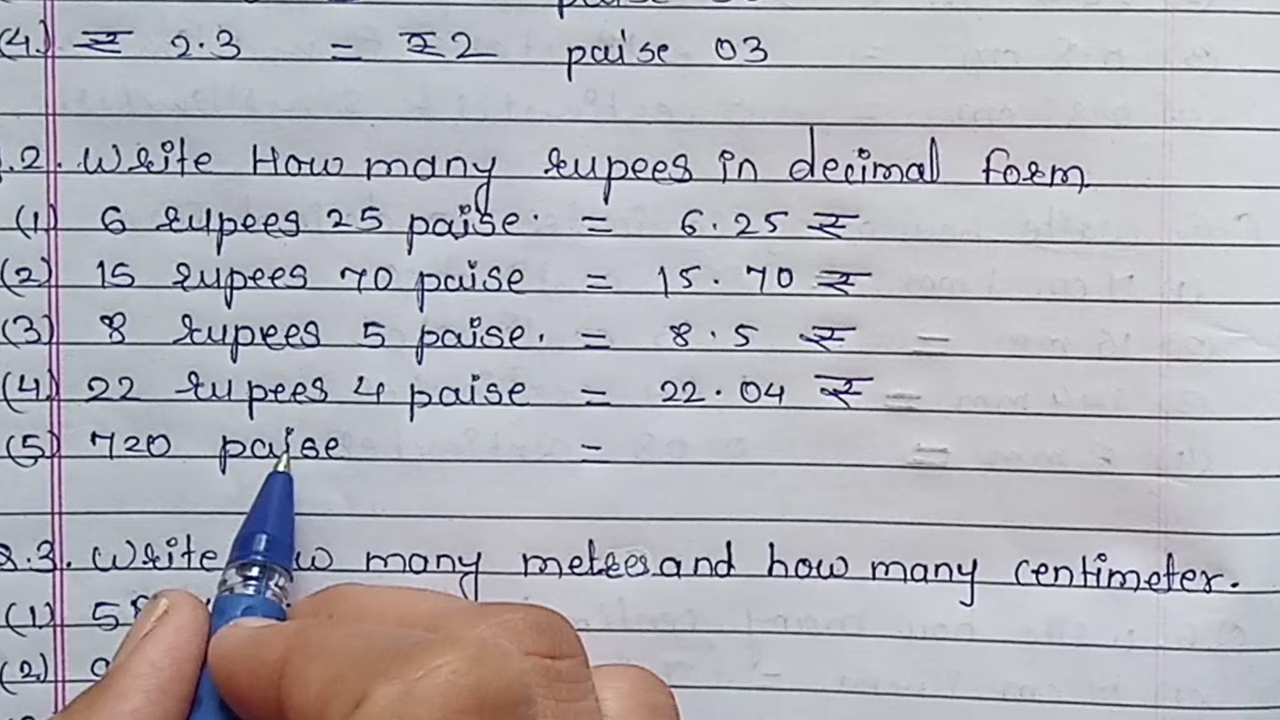 (4) ₹ 2.3 = ₹2 paise 03
.2. Write How many rupees in decimal form
(1) 6 rupees 25 paise. = 6.25 ₹
(2) 15 rupees 70 paise = 15.70 ₹
(3) 8 rupees 5 paise. = 8.5 ₹
(4) 22 rupees 4 paise = 22.04 ₹
(5) 720 paise =
Q.3. Write many meters and how many centimeter.
(1)
(2)